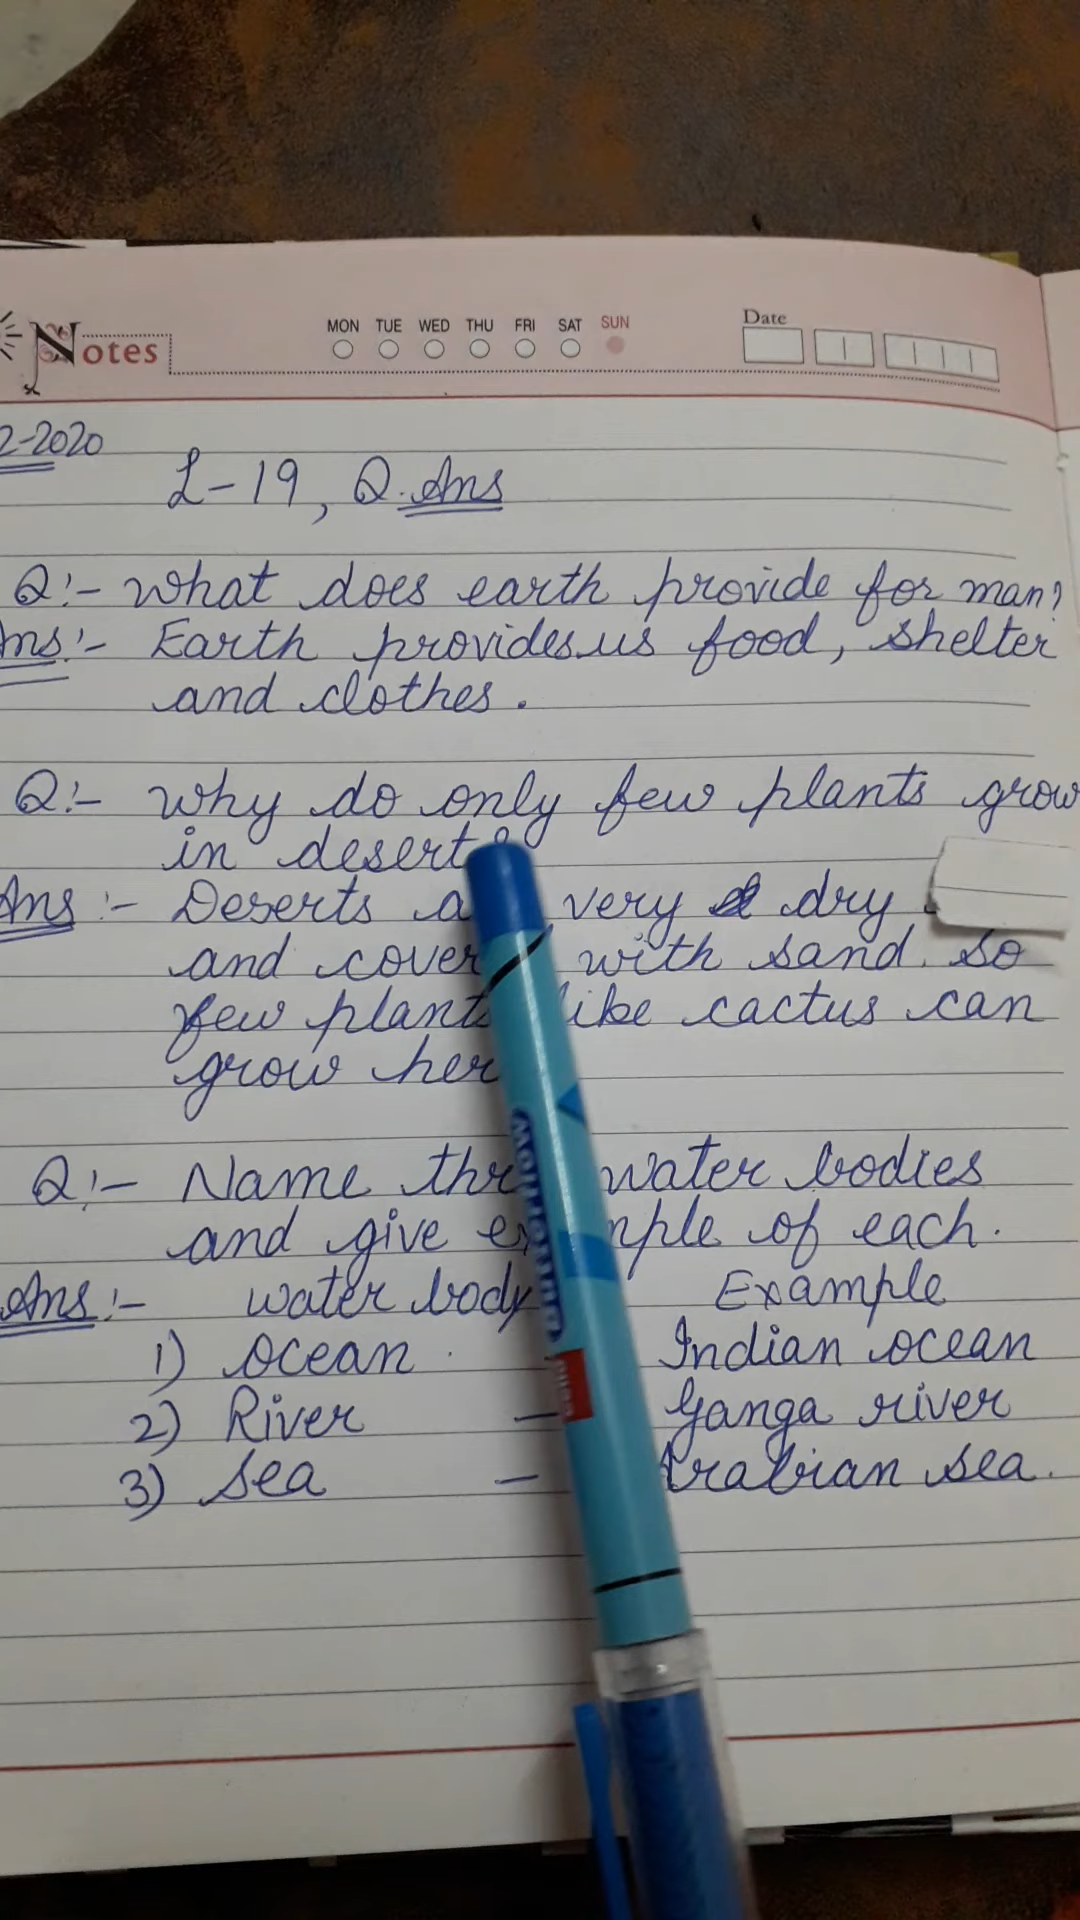 Notes
MON TUE WED THU FRI SAT SUN
Date
2-2020
L-19, Q. Ans
Q:- What does earth provide for man?
Ans:- Earth provides us food, shelter
and clothes.
Q:- Why do only few plants grow
in desert?
Ans:- Deserts a very dry
and cover with sand. So
few plants like cactus can
grow her
Q:- Name thr water bodies
and give example of each.
Ans:- water body Example
1) Ocean Indian ocean
2) River - Ganga river
3) Sea - Arabian sea.
montex